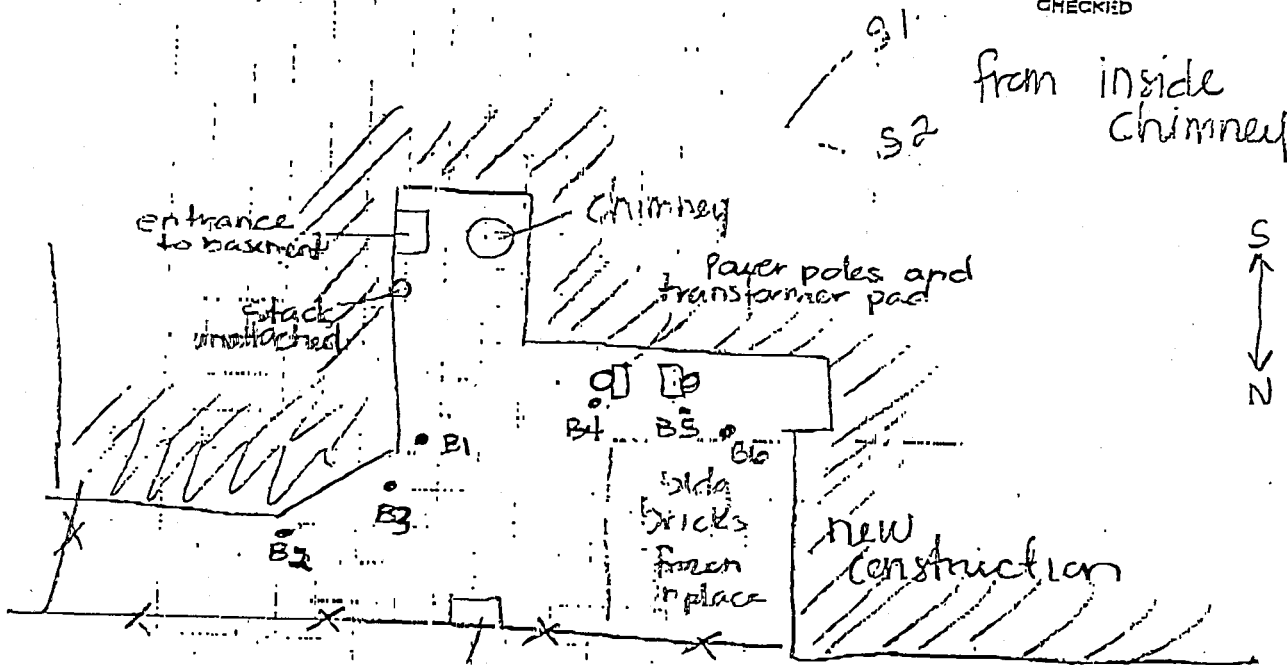 CHECKED
S1
S2
from inside
chimney
entrance
to basement
chimney
Power poles and
transformer pad
Stack
unattached
S
N
B1
B4
B5
B6
B3
B2
bldg
bricks
frozen
in place
new
construction